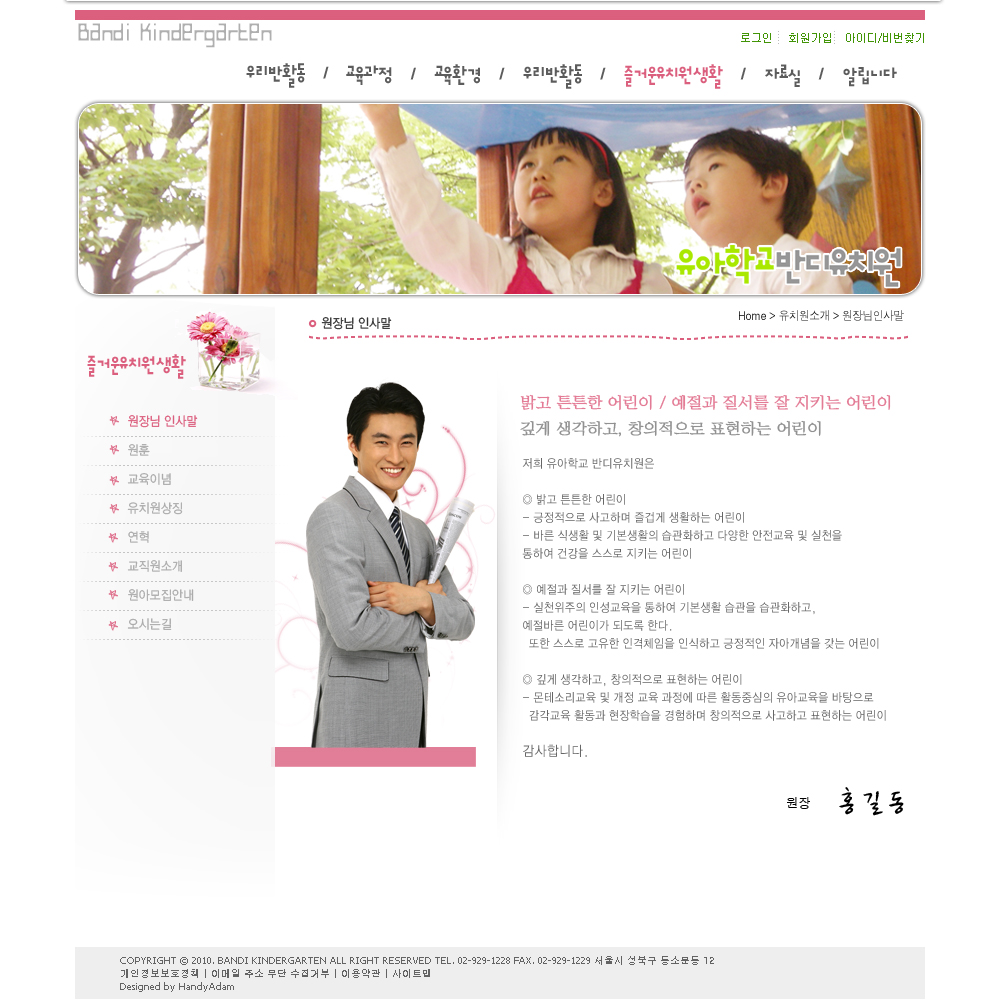 Bandi Kindergarten
로그인 회원가입 아이디/비번찾기
우리반활동 / 교육과정 / 교육환경 / 우리반활동 / 즐거운유치원생활 / 자료실 / 알립니다
유아학교반디유치원
원장님 인사말
Home > 유치원소개 > 원장님인사말
즐거운유치원생활
원장님 인사말
원훈
교육이념
유치원상징
연혁
교직원소개
원아모집안내
오시는길
밝고 튼튼한 어린이 / 예절과 질서를 잘 지키는 어린이
깊게 생각하고, 창의적으로 표현하는 어린이
저희 유아학교 반디유치원은
◎ 밝고 튼튼한 어린이
- 긍정적으로 사고하며 즐겁게 생활하는 어린이
- 바른 식생활 및 기본생활의 습관화하고 다양한 안전교육 및 실천을
통하여 건강을 스스로 지키는 어린이
◎ 예절과 질서를 잘 지키는 어린이
- 실천위주의 인성교육을 통하여 기본생활 습관을 습관화하고,
예절바른 어린이가 되도록 한다.
또한 스스로 고유한 인격체임을 인식하고 긍정적인 자아개념을 갖는 어린이
◎ 깊게 생각하고, 창의적으로 표현하는 어린이
- 몬테소리교육 및 개정 교육 과정에 따른 활동중심의 유아교육을 바탕으로
감각교육 활동과 현장학습을 경험하며 창의적으로 사고하고 표현하는 어린이
감사합니다.
원장 홍길동
COPYRIGHT @ 2010. BANDI KINDERGARTEN ALL RIGHT RESERVED TEL. 02-929-1228 FAX. 02-929-1229 서울시 성북구 동소문동 12
개인정보보호정책 | 이메일 주소 무단 수집거부 | 이용약관 | 사이트맵
Designed by HandyAdam